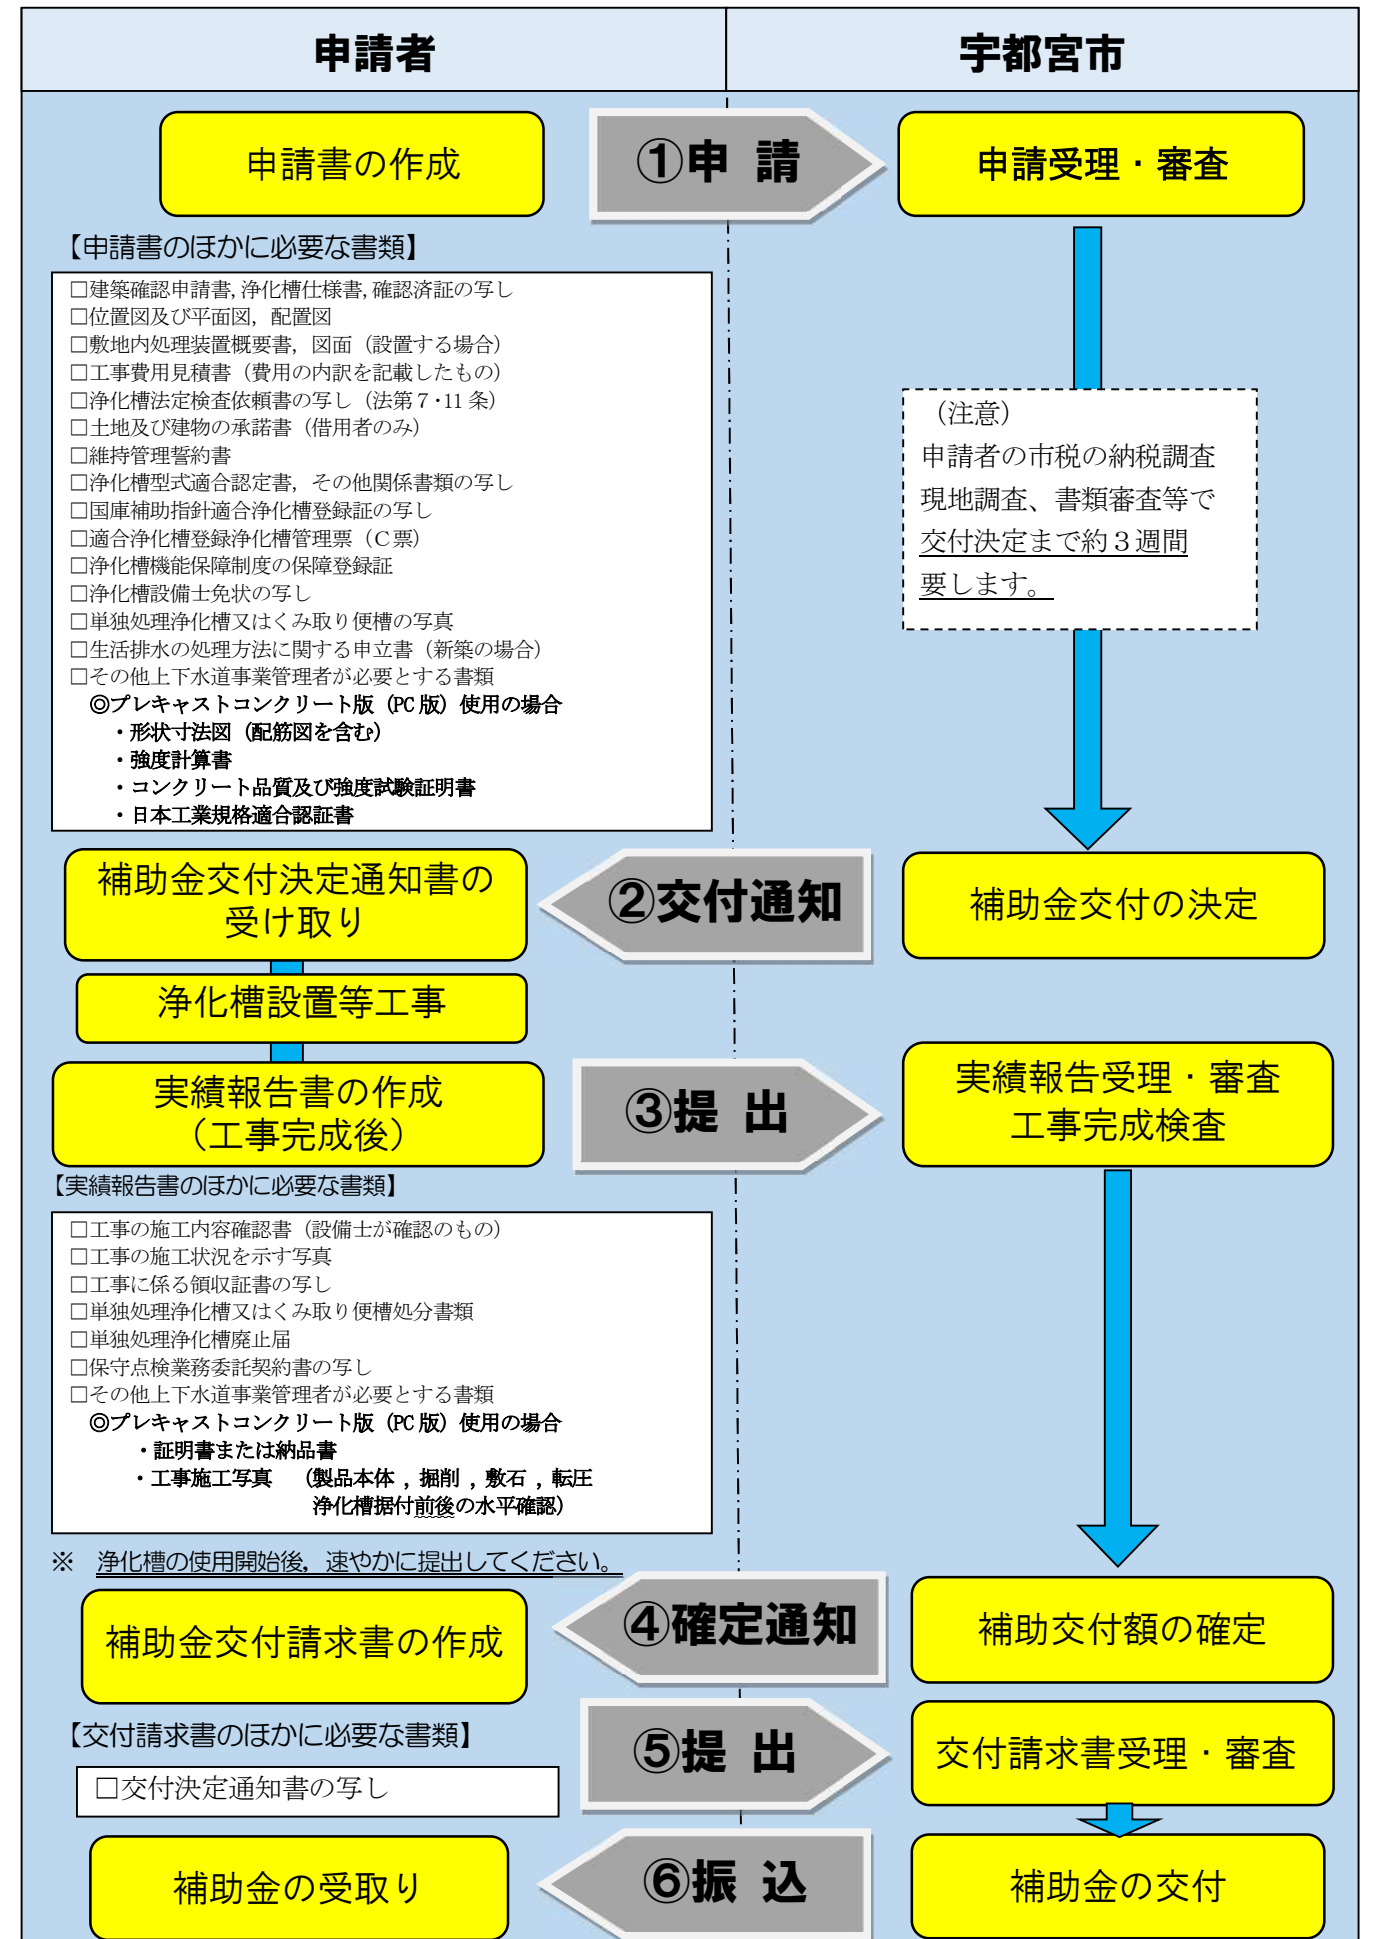 申請者
宇都宮市
申請書の作成
①申 請
申請受理・審査
【申請書のほかに必要な書類】
□建築確認申請書,浄化槽仕様書,確認済証の写し
□位置図及び平面図，配置図
□敷地内処理装置概要書，図面（設置する場合）
□工事費用見積書（費用の内訳を記載したもの）
□浄化槽法定検査依頼書の写し（法第７・11条）
□土地及び建物の承諾書（借用者のみ）
□維持管理誓約書
□浄化槽型式適合認定書，その他関係書類の写し
□国庫補助指針適合浄化槽登録証の写し
□適合浄化槽登録浄化槽管理票（Ｃ票）
□浄化槽機能保障制度の保障登録証
□浄化槽設備士免状の写し
□単独処理浄化槽又はくみ取り便槽の写真
□生活排水の処理方法に関する申立書（新築の場合）
□その他上下水道事業管理者が必要とする書類
◎プレキャストコンクリート版（PC版）使用の場合
・形状寸法図（配筋図を含む）
・強度計算書
・コンクリート品質及び強度試験証明書
・日本工業規格適合認証書
（注意）
申請者の市税の納税調査
現地調査、書類審査等で
交付決定まで約３週間
要します。
補助金交付決定通知書の
受け取り
②交付通知
補助金交付の決定
浄化槽設置等工事
実績報告書の作成
（工事完成後）
③提 出
実績報告受理・審査
工事完成検査
【実績報告書のほかに必要な書類】
□工事の施工内容確認書（設備士が確認のもの）
□工事の施工状況を示す写真
□工事に係る領収証書の写し
□単独処理浄化槽又はくみ取り便槽処分書類
□単独処理浄化槽廃止届
□保守点検業務委託契約書の写し
□その他上下水道事業管理者が必要とする書類
◎プレキャストコンクリート版（PC版）使用の場合
・証明書または納品書
・工事施工写真　（製品本体，掘削，敷石，転圧
浄化槽据付前後の水平確認）
※　浄化槽の使用開始後，速やかに提出してください。
補助金交付請求書の作成
④確定通知
補助交付額の確定
【交付請求書のほかに必要な書類】
□交付決定通知書の写し
⑤提 出
交付請求書受理・審査
補助金の受取り
⑥振 込
補助金の交付